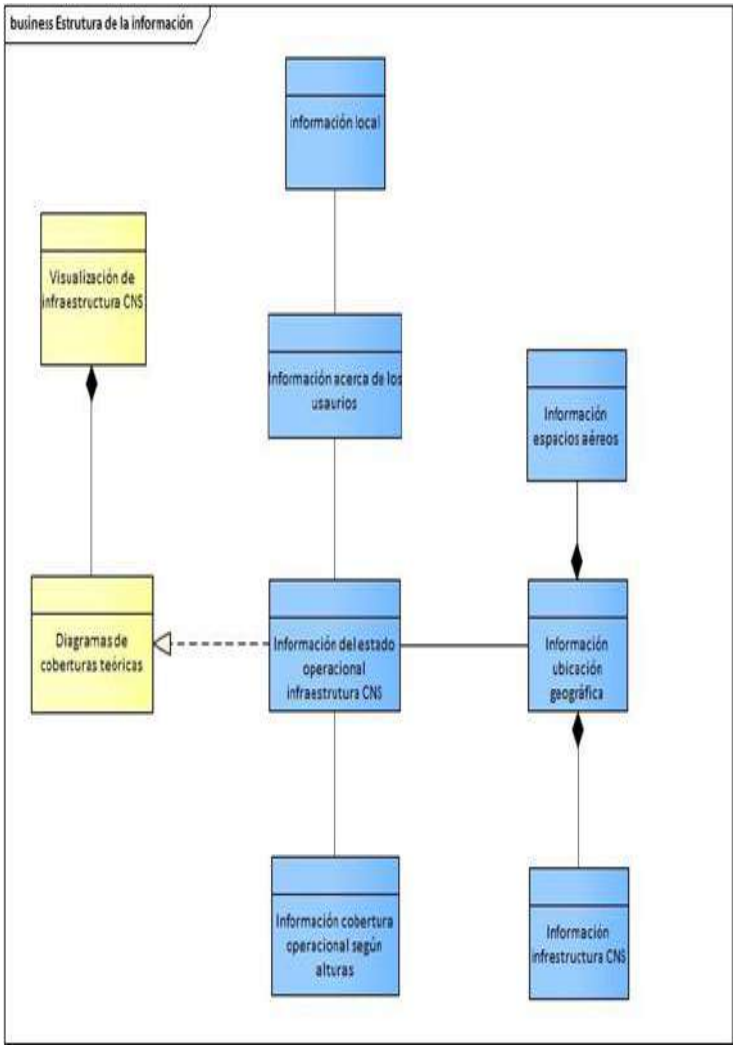 business Estrutura de la información
información local
Visualización de
infraestructura CNS
Información acerca de los
usaurios
Información
espacios aéreos
Diagramas de
coberturas teóricas
Información del estado
operacional
infraestrutura CNS
Información
ubicación
geográfica
Información cobertura
operacional según
alturas
Información
infrestructura CNS